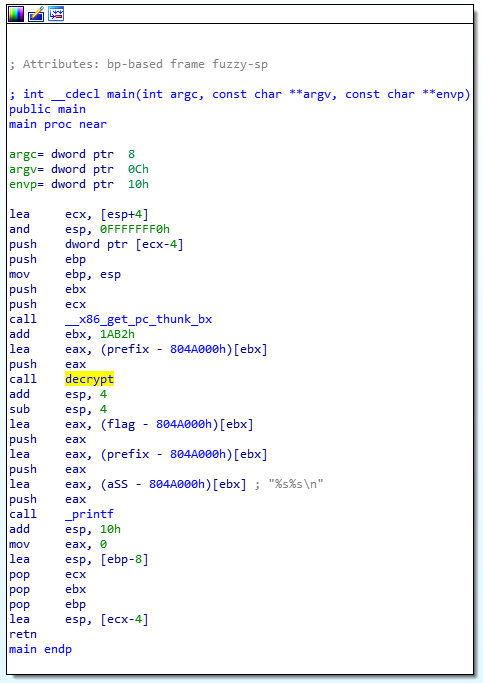 ; Attributes: bp-based frame fuzzy-sp
; int __cdecl main(int argc, const char **argv, const char **envp)
public main
main proc near
argc= dword ptr  8
argv= dword ptr  0Ch
envp= dword ptr  10h
lea     ecx, [esp+4]
and     esp, 0FFFFFFF0h
push    dword ptr [ecx-4]
push    ebp
mov     ebp, esp
push    ebx
push    ecx
call    __x86_get_pc_thunk_bx
add     ebx, 1AB2h
lea     eax, (prefix - 804A000h)[ebx]
push    eax
call    decrypt
add     esp, 4
sub     esp, 4
lea     eax, (flag - 804A000h)[ebx]
push    eax
lea     eax, (prefix - 804A000h)[ebx]
push    eax
lea     eax, (aSS - 804A000h)[ebx] ; "%s%s\n"
push    eax
call    _printf
add     esp, 10h
mov     eax, 0
lea     esp, [ebp-8]
pop     ecx
pop     ebx
pop     ebp
lea     esp, [ecx-4]
retn
main endp